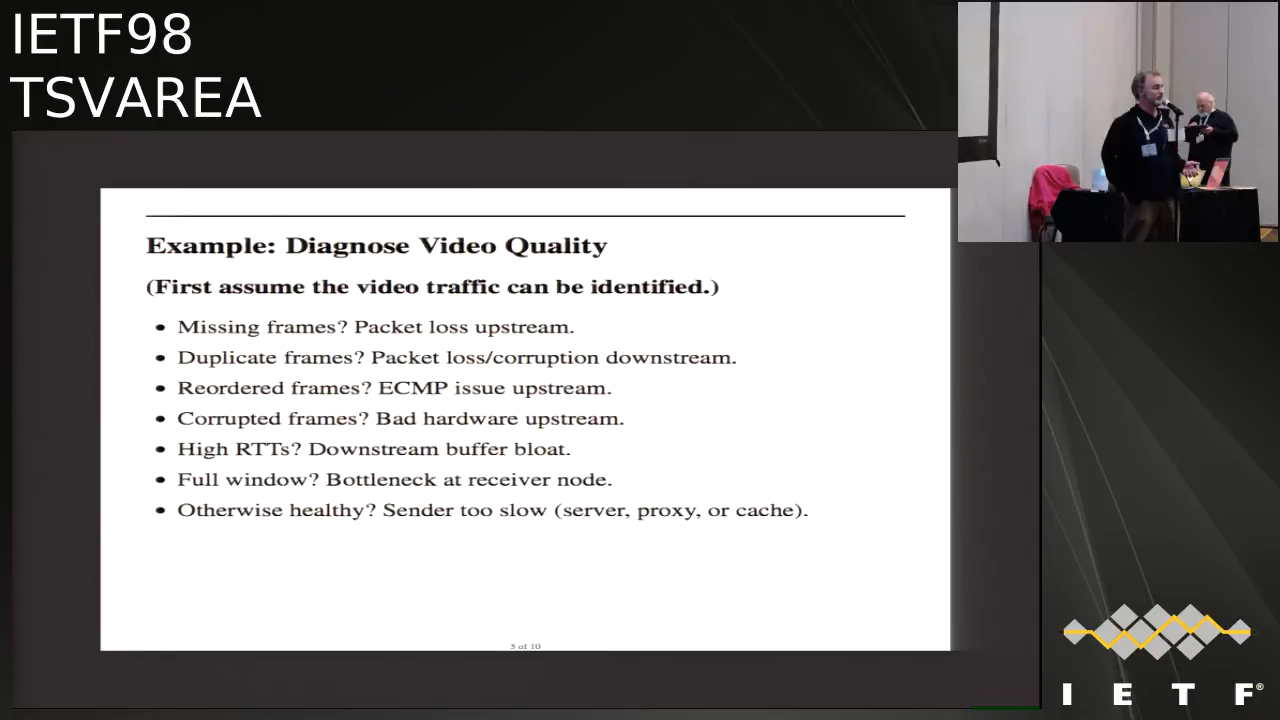 IETF98
TSVAREA
Example: Diagnose Video Quality
(First assume the video traffic can be identified.)
• Missing frames? Packet loss upstream.
• Duplicate frames? Packet loss/corruption downstream.
• Reordered frames? ECMP issue upstream.
• Corrupted frames? Bad hardware upstream.
• High RTTs? Downstream buffer bloat.
• Full window? Bottleneck at receiver node.
• Otherwise healthy? Sender too slow (server, proxy, or cache).
5 of 10
I E T F®